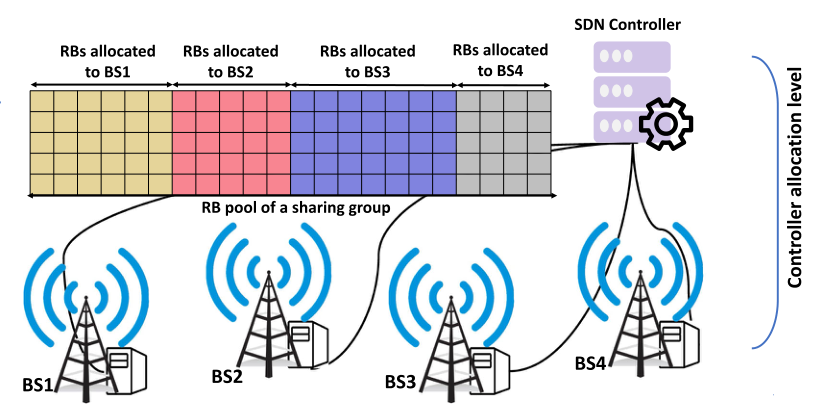 SDN Controller
RBs allocated
to BS1
RBs allocated
to BS2
RBs allocated
to BS3
RBs allocated
to BS4
RB pool of a sharing group
Controller allocation level
BS1
BS2
BS3
BS4